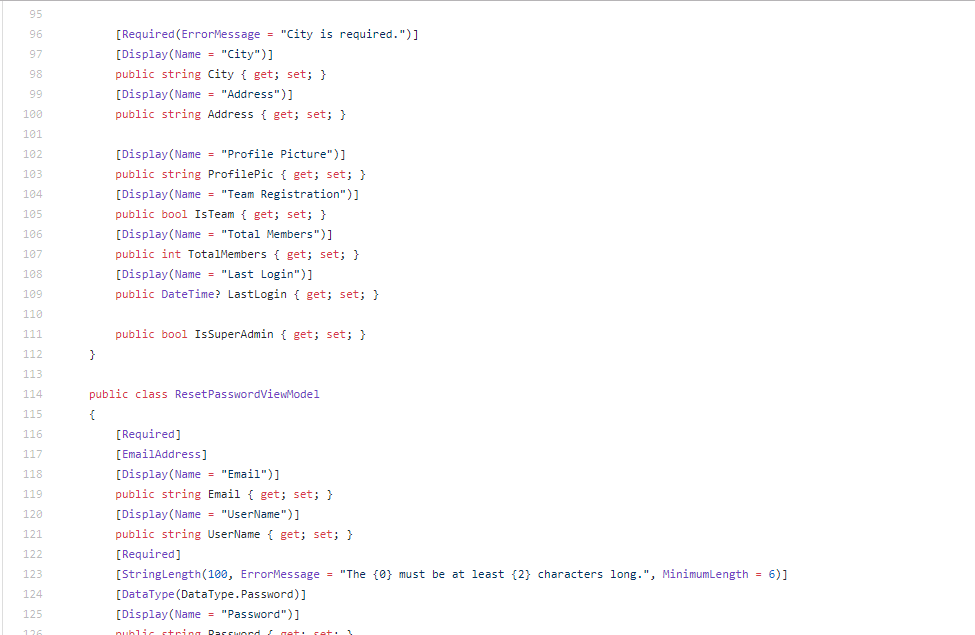 95
96 [Required(ErrorMessage = "City is required.")]
97 [Display(Name = "City")]
98 public string City { get; set; }
99 [Display(Name = "Address")]
100 public string Address { get; set; }
101
102 [Display(Name = "Profile Picture")]
103 public string ProfilePic { get; set; }
104 [Display(Name = "Team Registration")]
105 public bool IsTeam { get; set; }
106 [Display(Name = "Total Members")]
107 public int TotalMembers { get; set; }
108 [Display(Name = "Last Login")]
109 public DateTime? LastLogin { get; set; }
110
111 public bool IsSuperAdmin { get; set; }
112 }
113
114 public class ResetPasswordViewModel
115 {
116 [Required]
117 [EmailAddress]
118 [Display(Name = "Email")]
119 public string Email { get; set; }
120 [Display(Name = "UserName")]
121 public string UserName { get; set; }
122 [Required]
123 [StringLength(100, ErrorMessage = "The {0} must be at least {2} characters long.", MinimumLength = 6)]
124 [DataType(DataType.Password)]
125 [Display(Name = "Password")]
126 public string Password { get; set; }